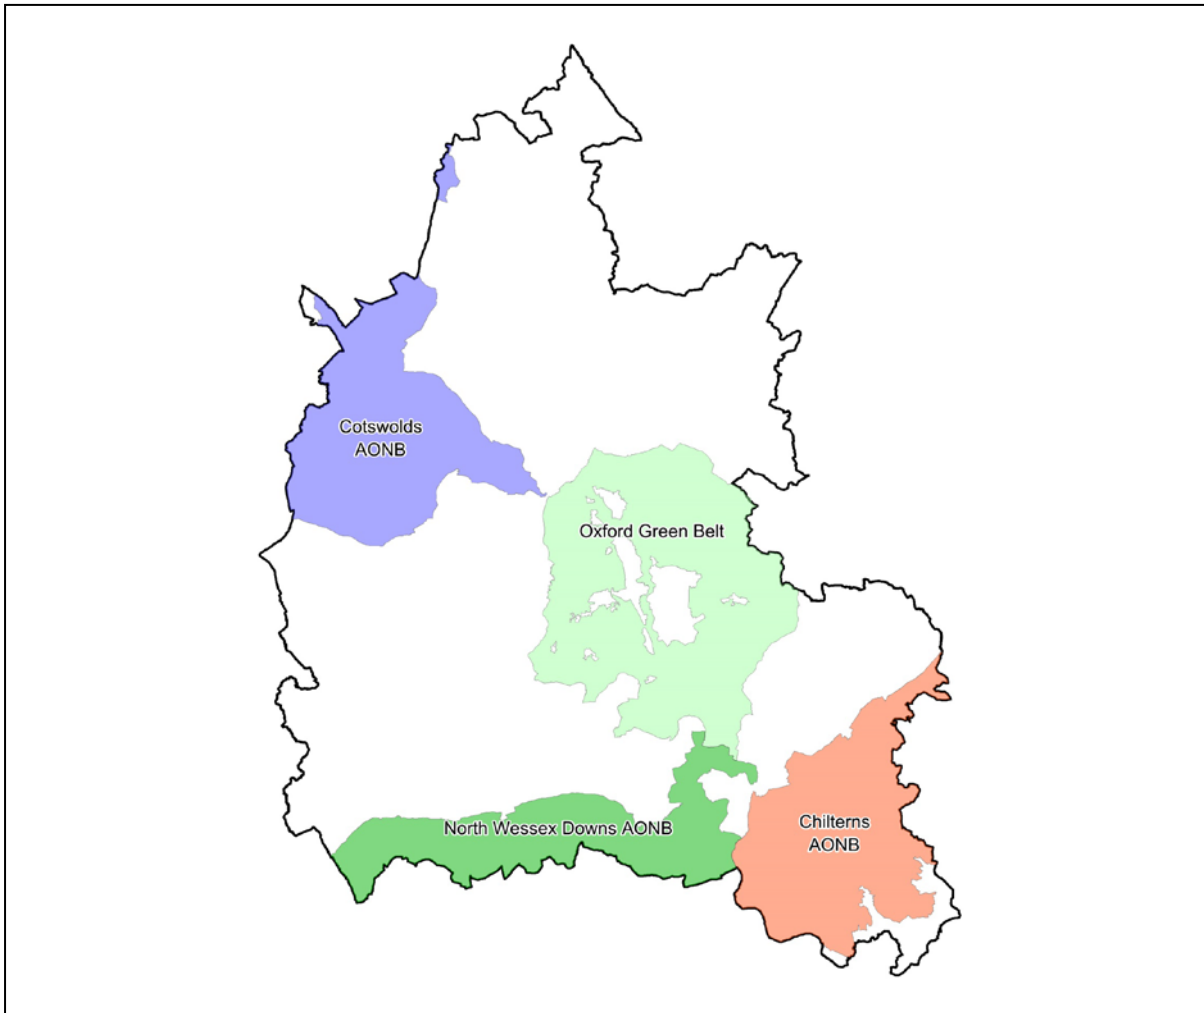 Cotswolds
AONB
Oxford Green Belt
North Wessex Downs AONB
Chilterns
AONB